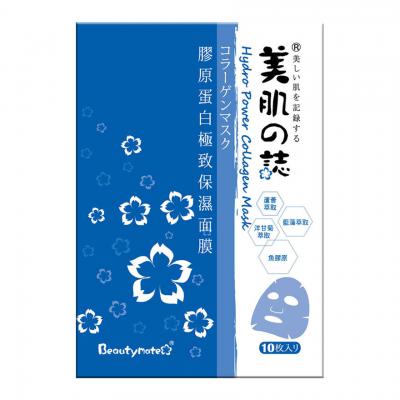 ®美しい肌を記録する
美肌の誌
Hydro Power Collagen Mask
コラーゲンマスク
膠原蛋白極致保濕面膜
蘆薈
萃取
藍藻萃取
洋甘菊
萃取
魚膠原
10枚入り
Beautymate®